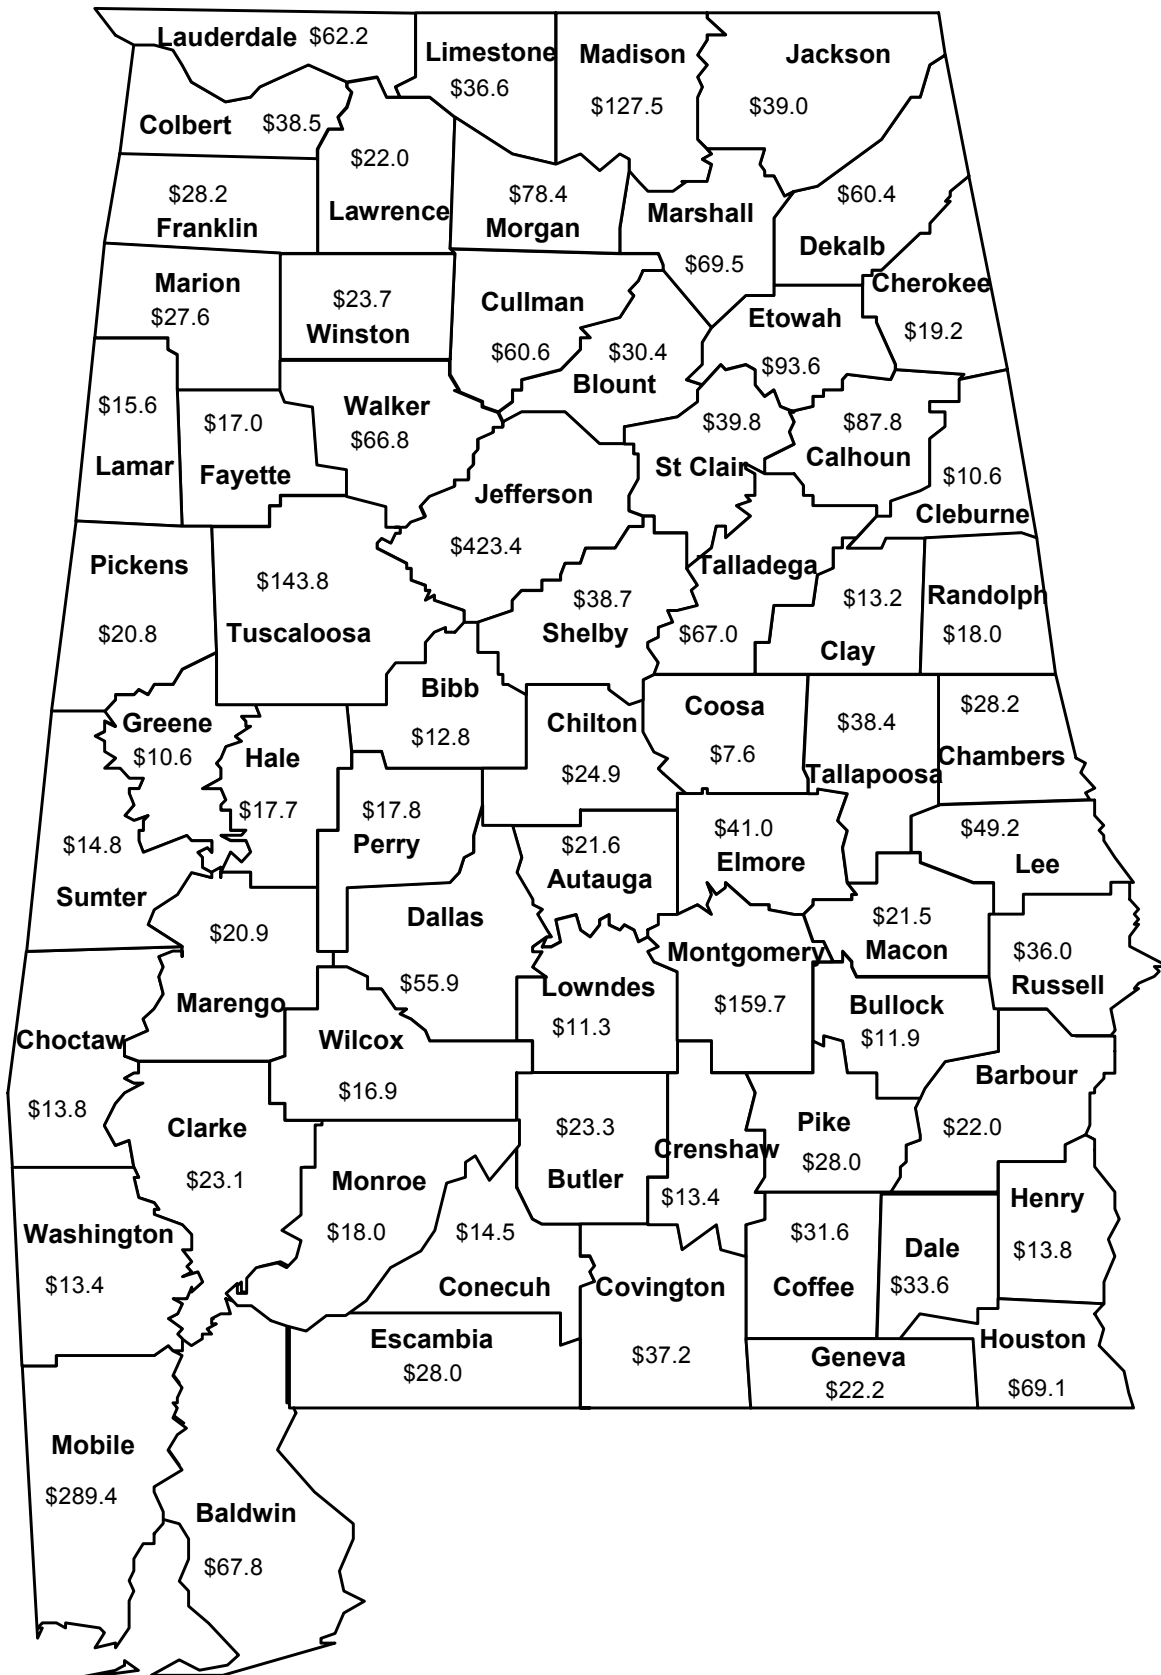 Lauderdale $62.2
Limestone
$36.6
Madison
$127.5
Jackson
$39.0
Colbert $38.5
$22.0
Lawrence
$28.2
Franklin
$78.4
Morgan
Marshall
$69.5
$60.4
Dekalb
Cherokee
$19.2
Marion
$27.6
$23.7
Winston
Cullman
$60.6
$30.4
Blount
Etowah
$93.6
$15.6
Lamar
$17.0
Fayette
Walker
$66.8
$39.8
St Clair
$87.8
Calhoun
$10.6
Cleburne
Jefferson
$423.4
Pickens
$20.8
$143.8
Tuscaloosa
$38.7
Shelby
Talladega
$67.0
$13.2
Clay
Randolph
$18.0
Bibb
$12.8
Greene
$10.6
Hale
$17.7
Chilton
$24.9
Coosa
$7.6
$38.4
Tallapoosa
$28.2
Chambers
$14.8
Sumter
$17.8
Perry
$21.6
Autauga
$41.0
Elmore
$49.2
Lee
$20.9
Marengo
Dallas
$55.9
Lowndes
$11.3
Montgomery
$159.7
$21.5
Macon
$36.0
Russell
Bullock
$11.9
Choctaw
$13.8
Wilcox
$16.9
Barbour
$22.0
Clarke
$23.1
Monroe
$18.0
$23.3
Butler
Crenshaw
$13.4
Pike
$28.0
Henry
$13.8
Washington
$13.4
$14.5
Conecuh
Covington
$37.2
$31.6
Coffee
Dale
$33.6
Escambia
$28.0
Geneva
$22.2
Houston
$69.1
Mobile
$289.4
Baldwin
$67.8